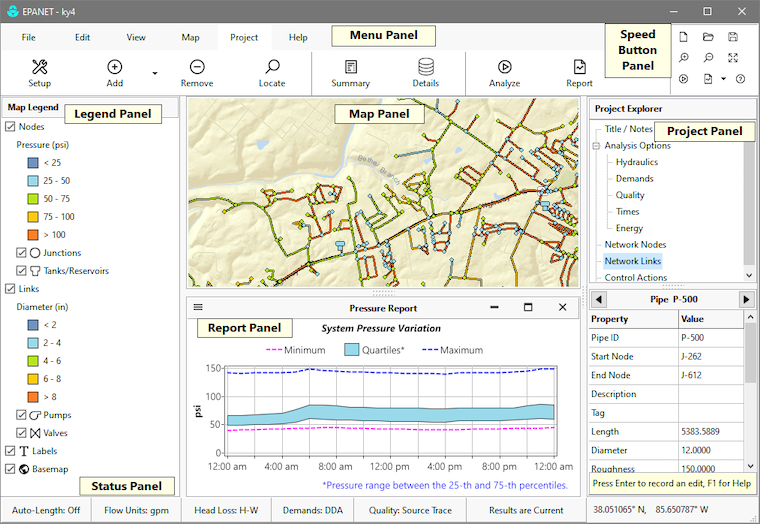 EPANET - ky4
File Edit View Map Project Help
Menu Panel
Speed Button Panel
Setup Add Remove Locate Summary Details Analyze Report
Map Legend
Legend Panel
Nodes
Pressure (psi)
< 25
25 - 50
50 - 75
75 - 100
> 100
Junctions
Tanks/Reservoirs
Links
Diameter (in)
< 2
2 - 4
4 - 6
6 - 8
> 8
Pumps
Valves
Labels
Basemap
Status Panel
Map Panel
Pressure Report
Report Panel
System Pressure Variation
Minimum Quartiles* Maximum
psi
150
100
50
0
12:00 am 4:00 am 8:00 am 12:00 pm 4:00 pm 8:00 pm 12:00 am
*Pressure range between the 25-th and 75-th percentiles.
Project Explorer
Project Panel
Title / Notes
Analysis Options
Hydraulics
Demands
Quality
Times
Energy
Network Nodes
Network Links
Control Actions
Pipe P-500
Property Value
Pipe ID P-500
Start Node J-262
End Node J-612
Description
Tag
Length 5383.5889
Diameter 12.0000
Roughness 150.0000
Press Enter to record an edit, F1 for Help
Auto-Length: Off Flow Units: gpm Head Loss: H-W Demands: DDA Quality: Source Trace Results are Current 38.051065° N, 85.650787° W